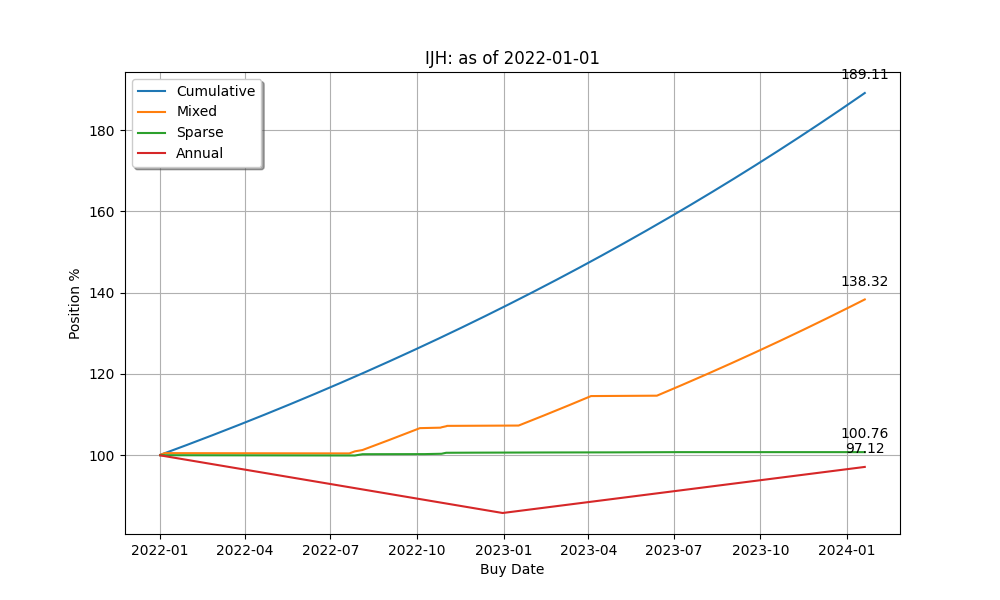 IJH: as of 2022-01-01
Cumulative
Mixed
Sparse
Annual
189.11
138.32
100.76
97.12
180
160
140
120
100
Position %
2022-01 2022-04 2022-07 2022-10 2023-01 2023-04 2023-07 2023-10 2024-01
Buy Date